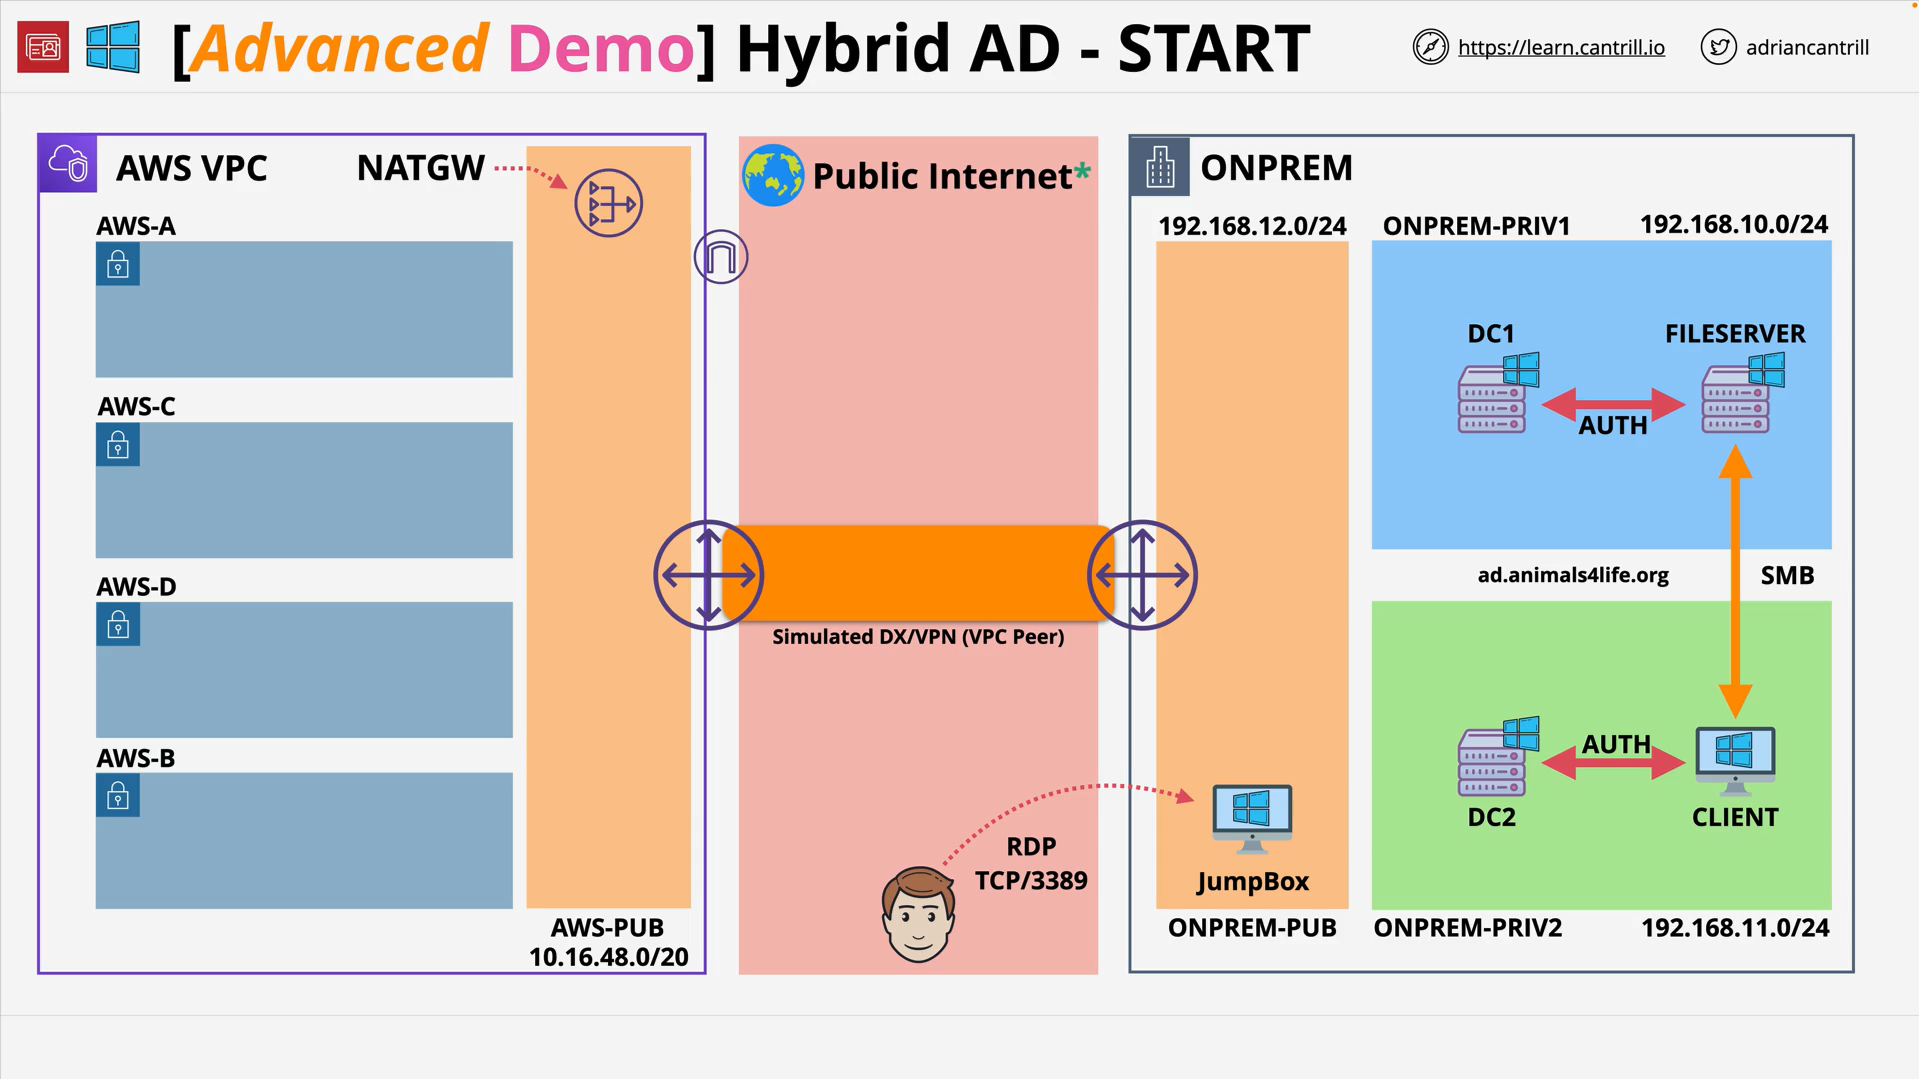 [Advanced Demo] Hybrid AD - START
https://learn.cantrill.io
adriancantrill
AWS VPC
NATGW
AWS-A
AWS-C
AWS-D
AWS-B
AWS-PUB
10.16.48.0/20
Public Internet*
Simulated DX/VPN (VPC Peer)
RDP
TCP/3389
ONPREM
192.168.12.0/24
JumpBox
ONPREM-PUB
ONPREM-PRIV1
192.168.10.0/24
DC1
FILESERVER
AUTH
ad.animals4life.org
SMB
AUTH
DC2
CLIENT
ONPREM-PRIV2
192.168.11.0/24